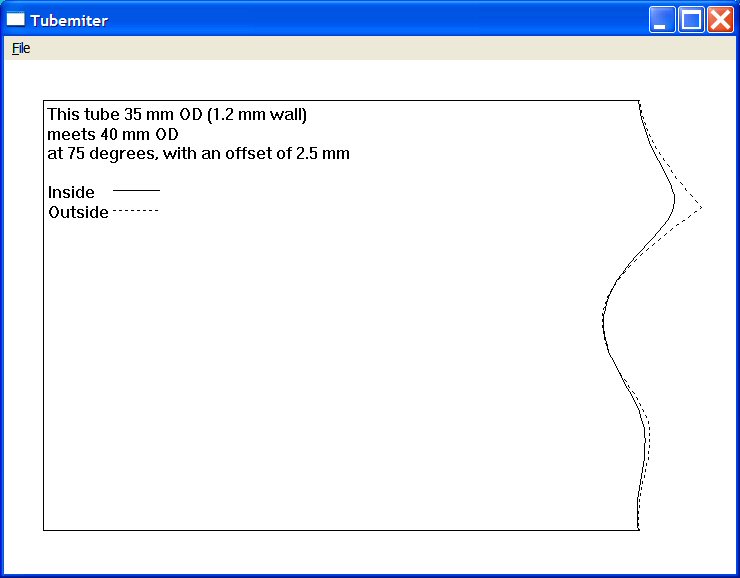 Tubemiter
File
This tube 35 mm OD (1.2 mm wall)
meets 40 mm OD
at 75 degrees, with an offset of 2.5 mm
Inside
Outside